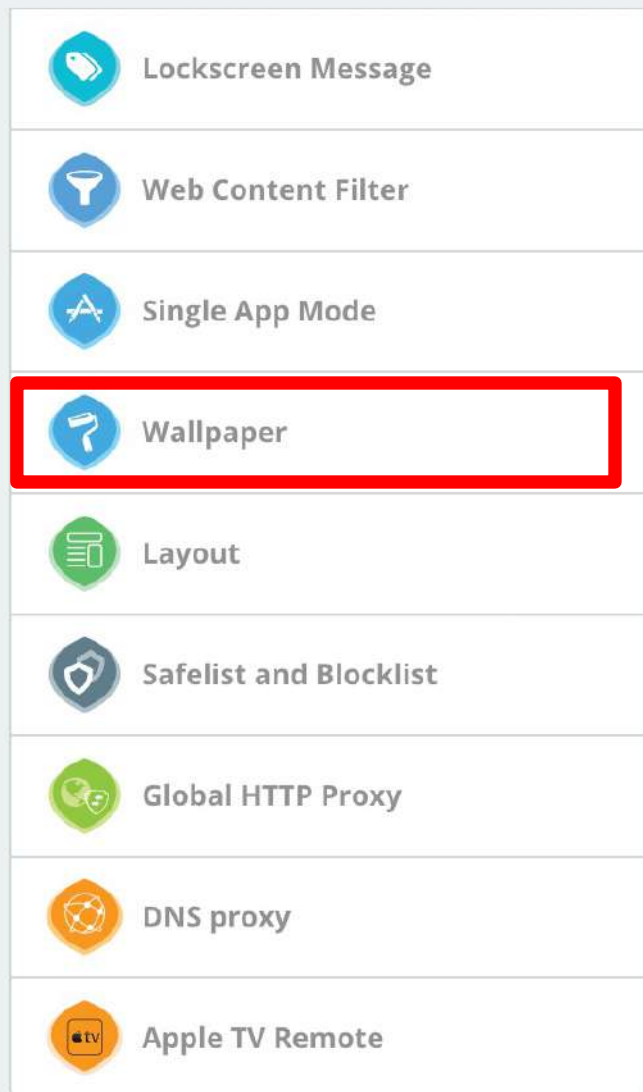 Lockscreen Message
Web Content Filter
Single App Mode
Wallpaper
Layout
Safelist and Blocklist
Global HTTP Proxy
DNS proxy
tv
Apple TV Remote